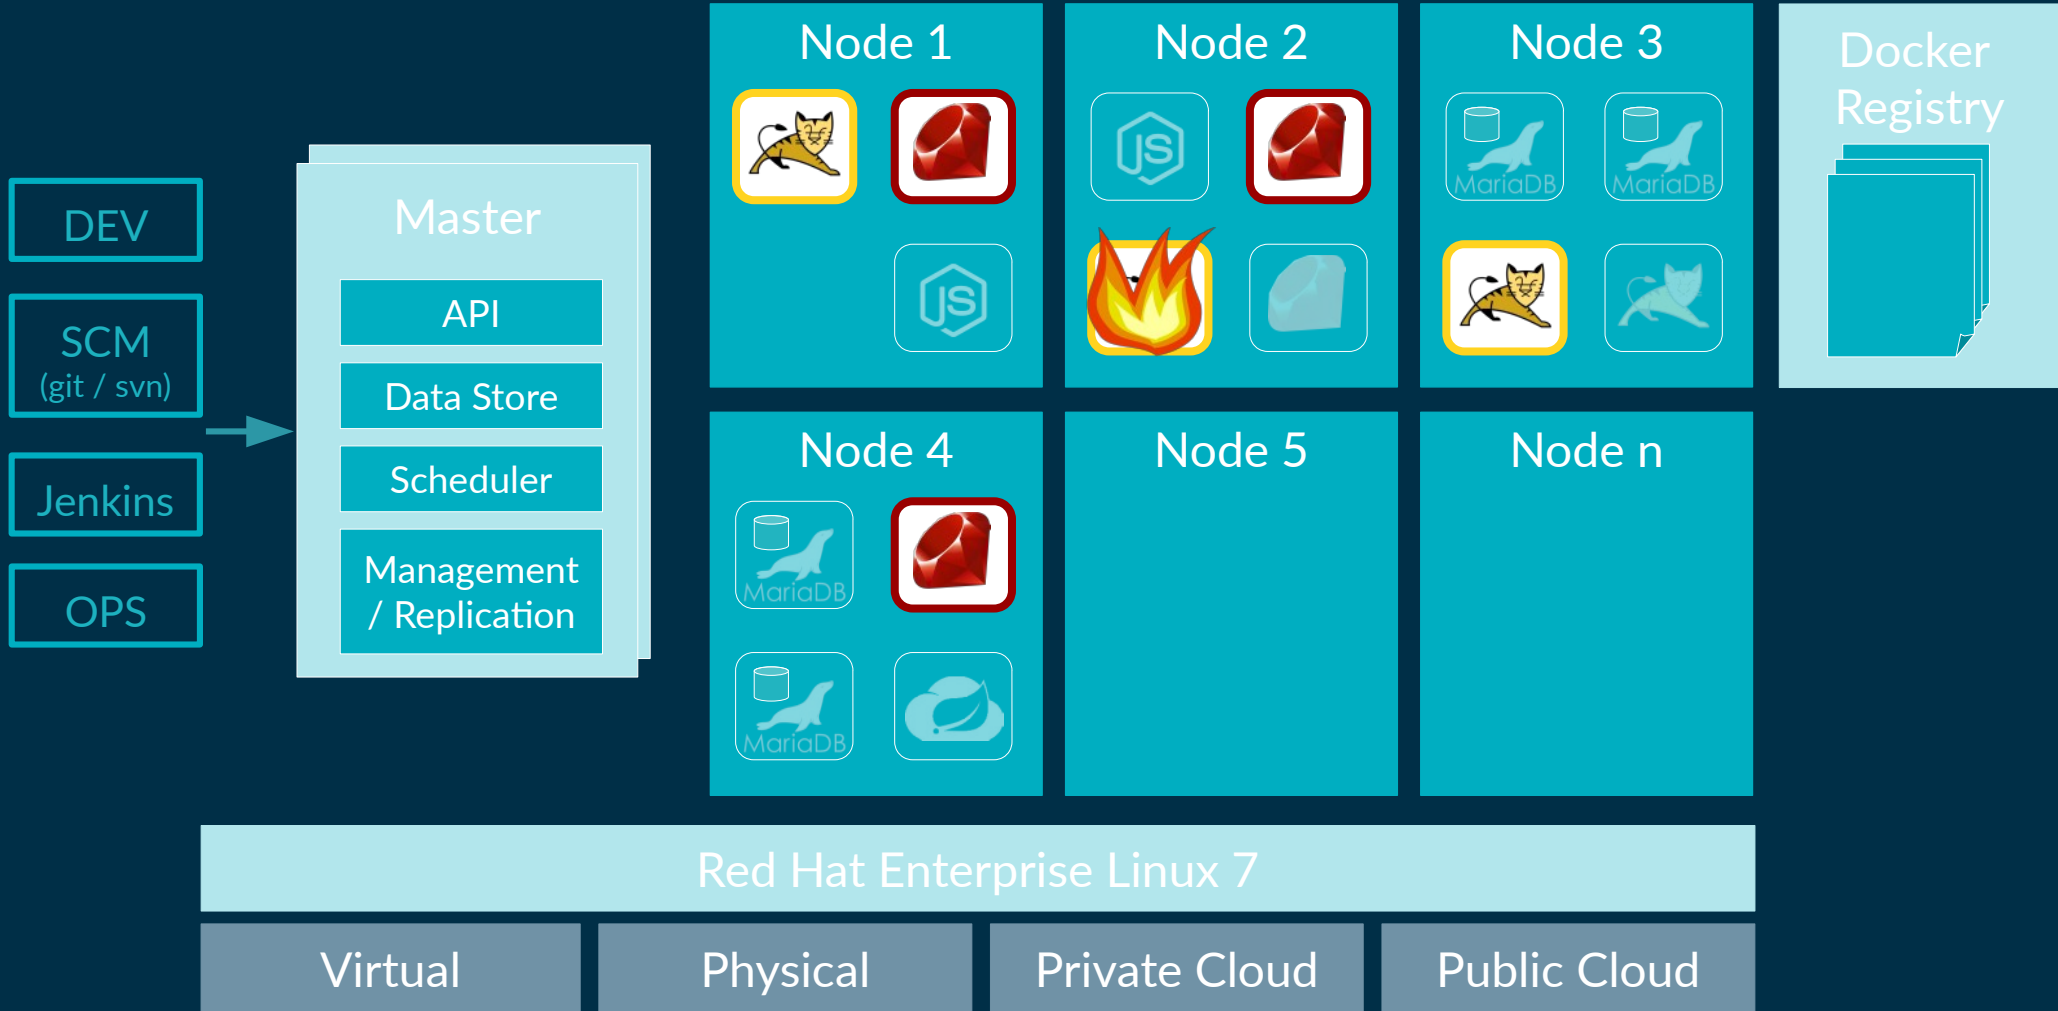 DEV
SCM
(git / svn)
Jenkins
OPS
Master
API
Data Store
Scheduler
Management
/ Replication
Node 1
JS
Node 2
JS
Node 3
MariaDB
MariaDB
Node 4
MariaDB
MariaDB
Node 5
Node n
Docker
Registry
Red Hat Enterprise Linux 7
Virtual
Physical
Private Cloud
Public Cloud